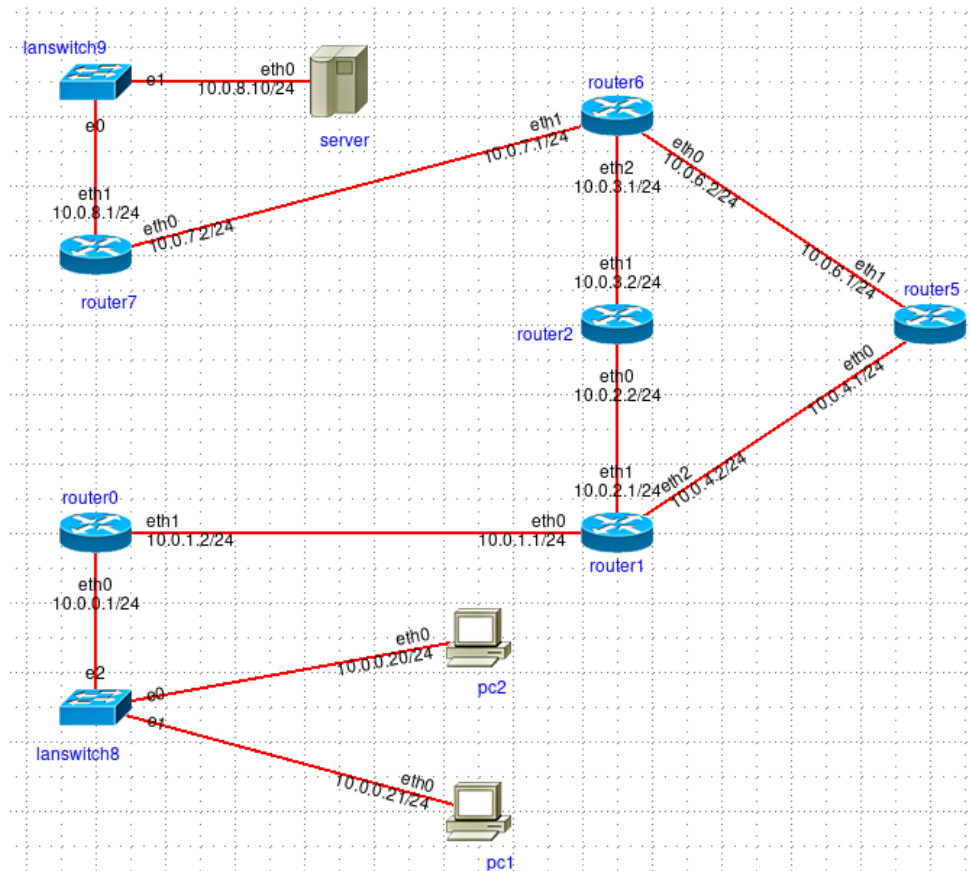 lanswitch9
e1
eth0
10.0.8.10/24
server
e0
eth1
10.0.8.1/24
eth0
10.0.7.2/24
router7
router6
eth1
10.0.7.1/24
eth2
10.0.3.1/24
eth0
10.0.6.2/24
eth1
10.0.3.2/24
eth1
10.0.6.1/24
router5
router2
eth0
10.0.2.2/24
eth0
10.0.4.1/24
eth1
10.0.2.1/24
eth2
10.0.4.2/24
router0
eth1
10.0.1.2/24
eth0
10.0.1.1/24
router1
eth0
10.0.0.1/24
e2
e0
e1
lanswitch8
eth0
10.0.0.20/24
pc2
eth0
10.0.0.21/24
pc1